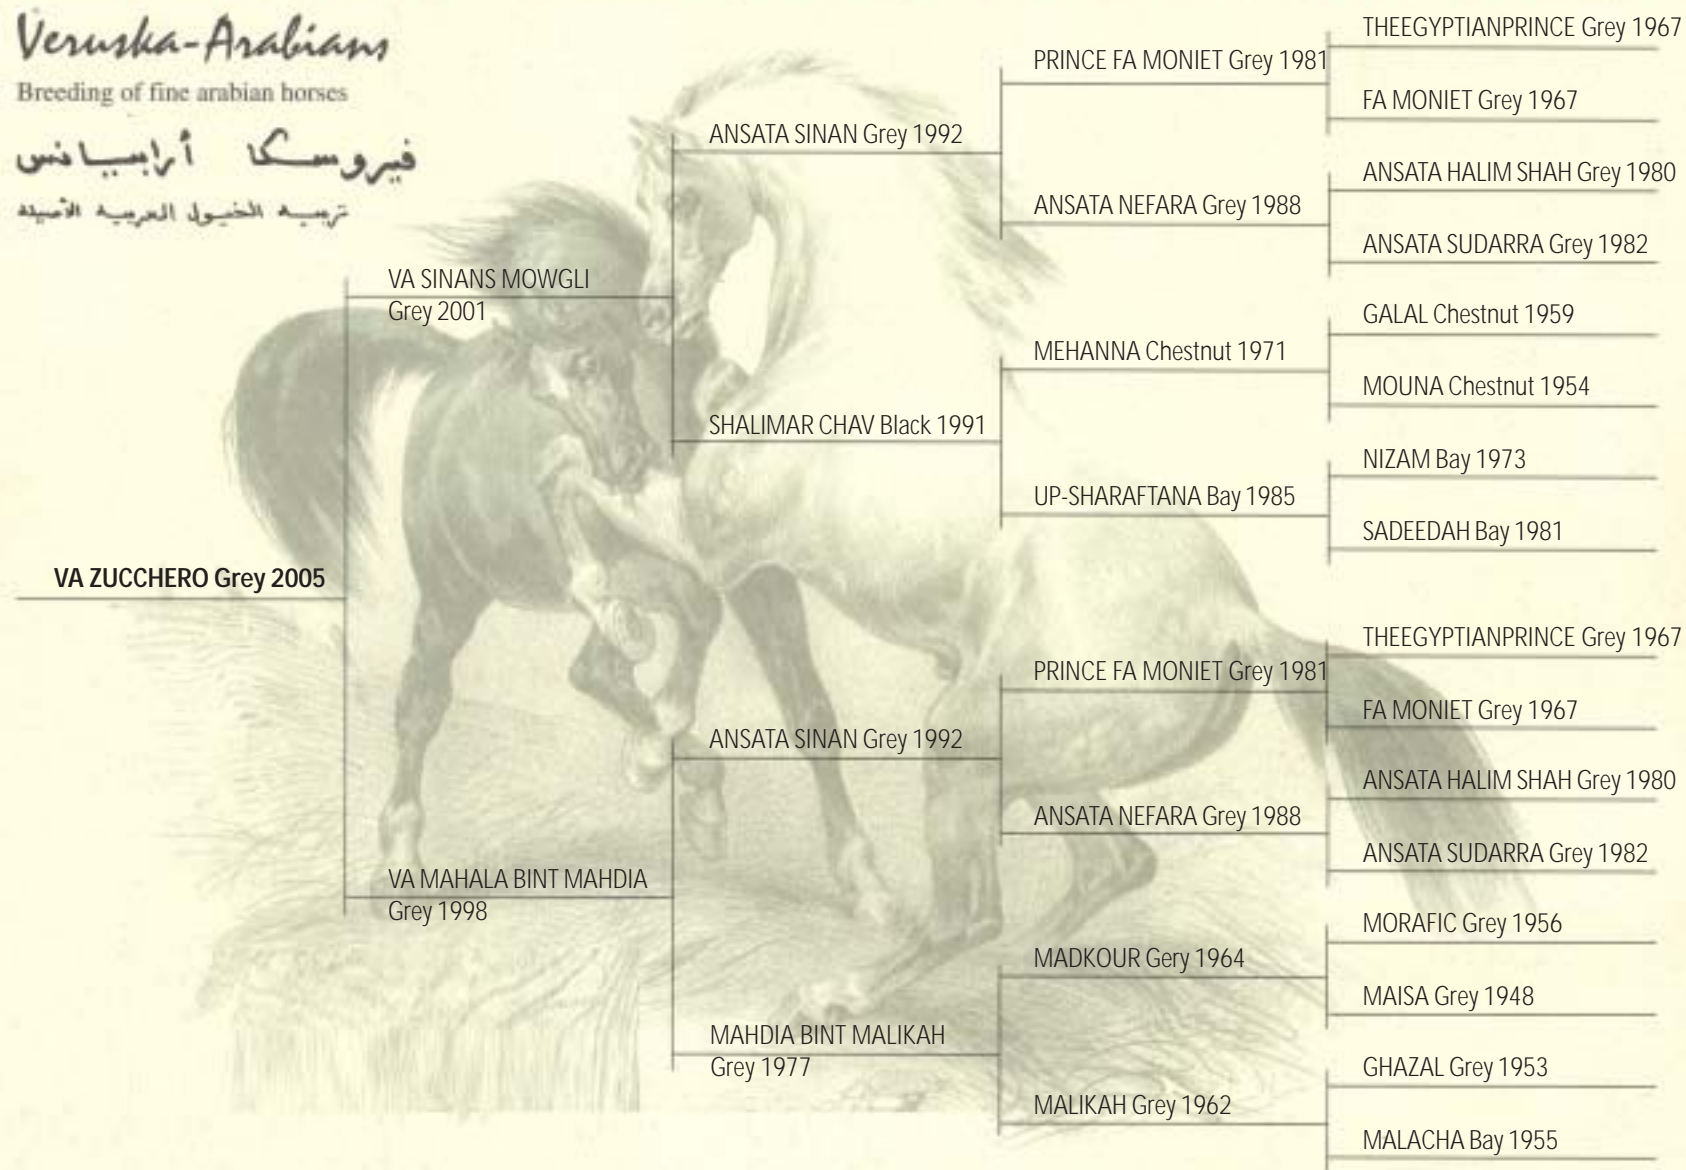 Veruska-Arabians
Breeding of fine arabian horses
فيروسكا أرابيانس
تربية الخيول العربية الأصيلة
VA ZUCCHERO Grey 2005
VA SINANS MOWGLI
Grey 2001
VA MAHALA BINT MAHDIA
Grey 1998
ANSATA SINAN Grey 1992
SHALIMAR CHAV Black 1991
ANSATA SINAN Grey 1992
MAHDIA BINT MALIKAH
Grey 1977
PRINCE FA MONIET Grey 1981
ANSATA NEFARA Grey 1988
MEHANNA Chestnut 1971
UP-SHARAFTANA Bay 1985
PRINCE FA MONIET Grey 1981
ANSATA NEFARA Grey 1988
MADKOUR Gery 1964
MALIKAH Grey 1962
THEEGYPTIANPRINCE Grey 1967
FA MONIET Grey 1967
ANSATA HALIM SHAH Grey 1980
ANSATA SUDARRA Grey 1982
GALAL Chestnut 1959
MOUNA Chestnut 1954
NIZAM Bay 1973
SADEEDAH Bay 1981
THEEGYPTIANPRINCE Grey 1967
FA MONIET Grey 1967
ANSATA HALIM SHAH Grey 1980
ANSATA SUDARRA Grey 1982
MORAFIC Grey 1956
MAISA Grey 1948
GHAZAL Grey 1953
MALACHA Bay 1955